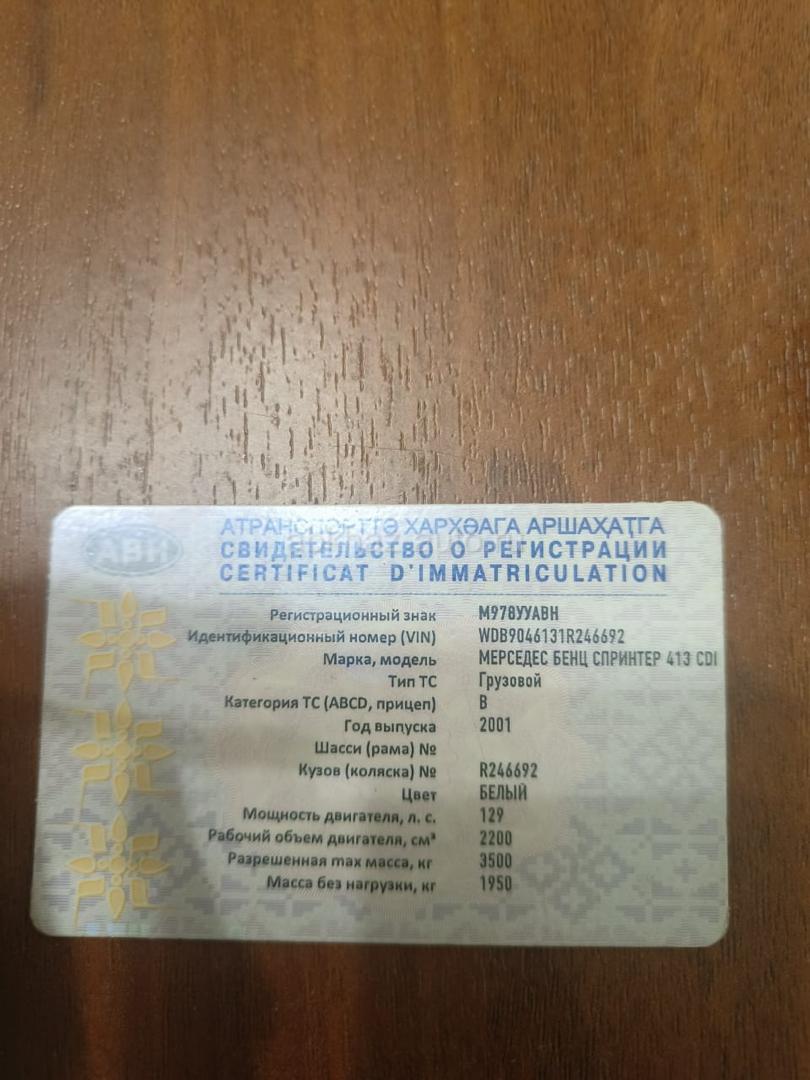 АВН
АТРАНСПОРТТӘ ХАРХӘАГА АРШАҲАҬГА
СВИДЕТЕЛЬСТВО О РЕГИСТРАЦИИ
CERTIFICAT D'IMMATRICULATION
Регистрационный знак М978УУАВН
Идентификационный номер (VIN) WDB9046131R246692
Марка, модель МЕРСЕДЕС БЕНЦ СПРИНТЕР 413 CDI
Тип ТС Грузовой
Категория ТС (ABCD, прицеп) В
Год выпуска 2001
Шасси (рама) №
Кузов (коляска) № R246692
Цвет БЕЛЫЙ
Мощность двигателя, л. с. 129
Рабочий объем двигателя, см³ 2200
Разрешенная max масса, кг 3500
Масса без нагрузки, кг 1950